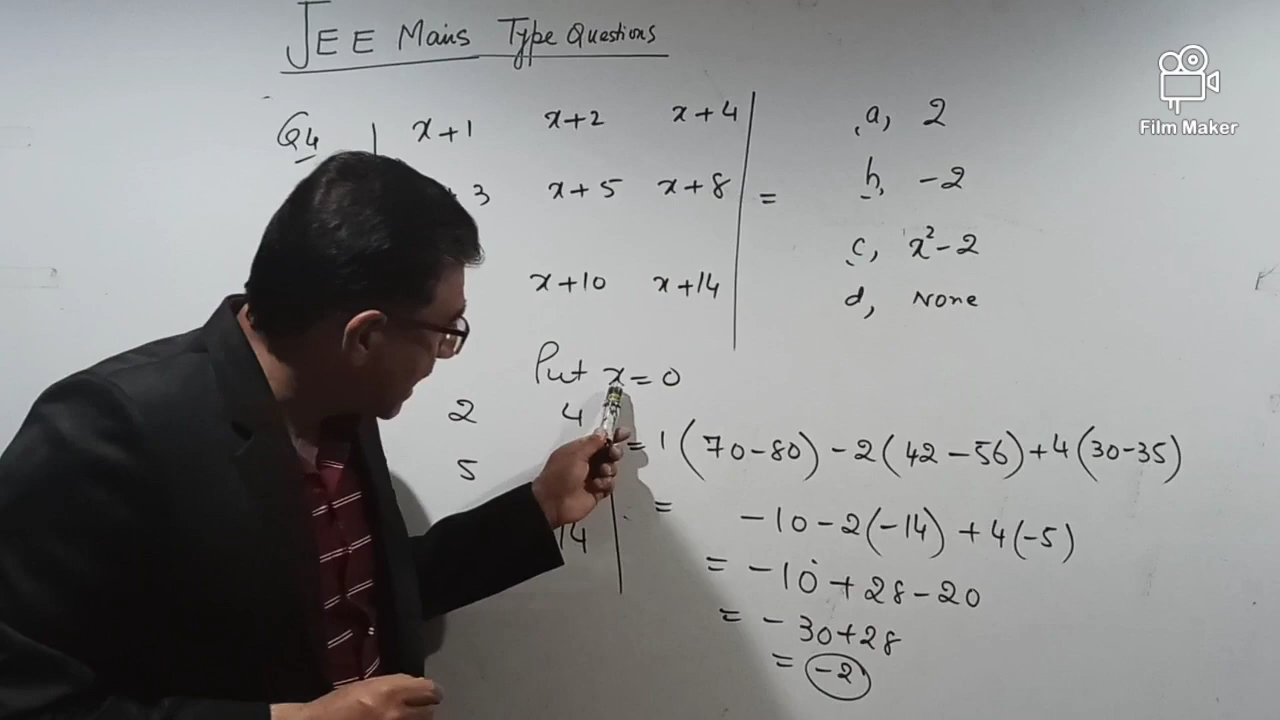 JEE Mains Type Questions
Film Maker
Q4 | x+1 x+2 x+4 | a, 2
3 x+5 x+8 = b, -2
c, x²-2
x+10 x+14 d, None
Put x=0
2 4
= 1(70-80)-2(42-56)+4(30-35)
5
= -10-2(-14)+4(-5)
14
= -10+28-20
= -30+28
= -2